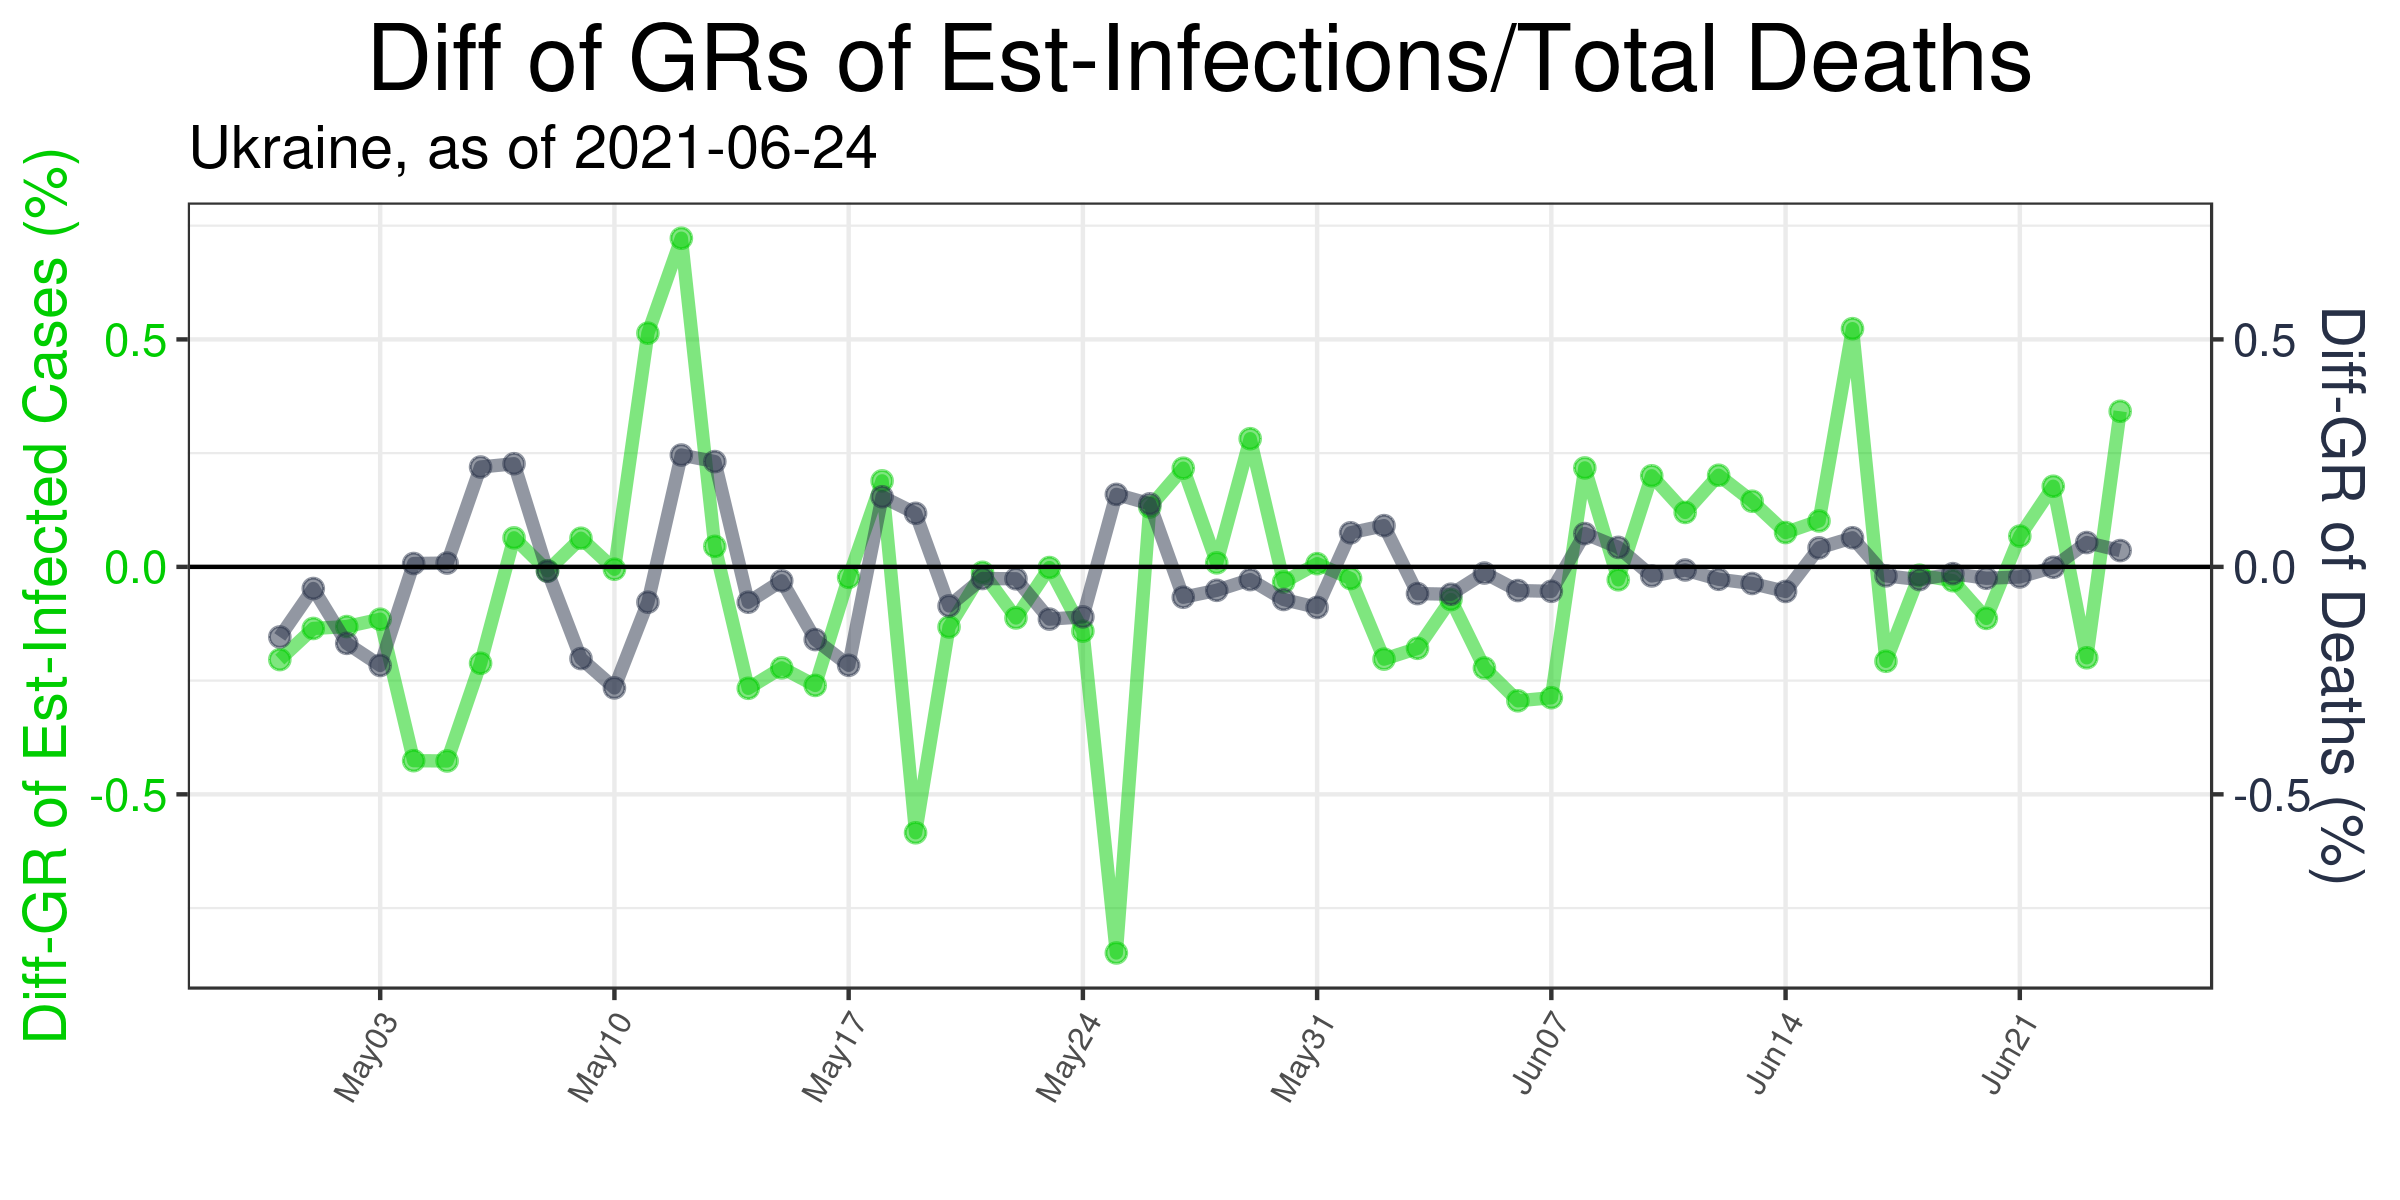 Diff of GRs of Est-Infections/Total Deaths
Ukraine, as of 2021-06-24
Diff-GR of Est-Infected Cases (%)
0.5
0.0
-0.5
0.5
0.0
-0.5
Diff-GR of Deaths (%)
May03
May10
May17
May24
May31
Jun07
Jun14
Jun21